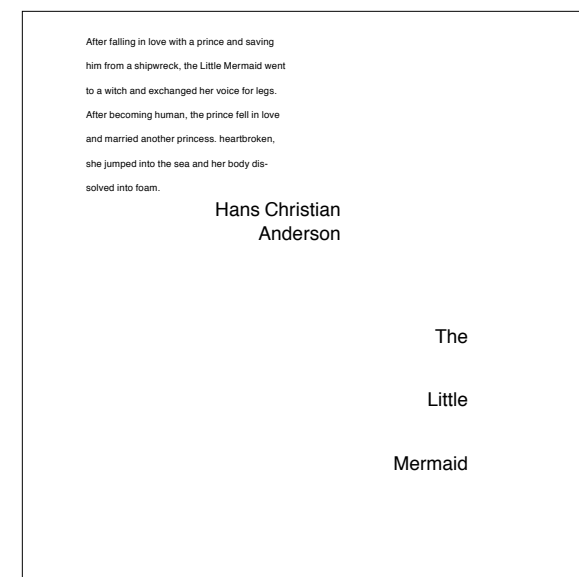 After falling in love with a prince and saving
him from a shipwreck, the Little Mermaid went
to a witch and exchanged her voice for legs.
After becoming human, the prince fell in love
and married another princess. heartbroken,
she jumped into the sea and her body dis-
solved into foam.
Hans Christian
Anderson
The
Little
Mermaid